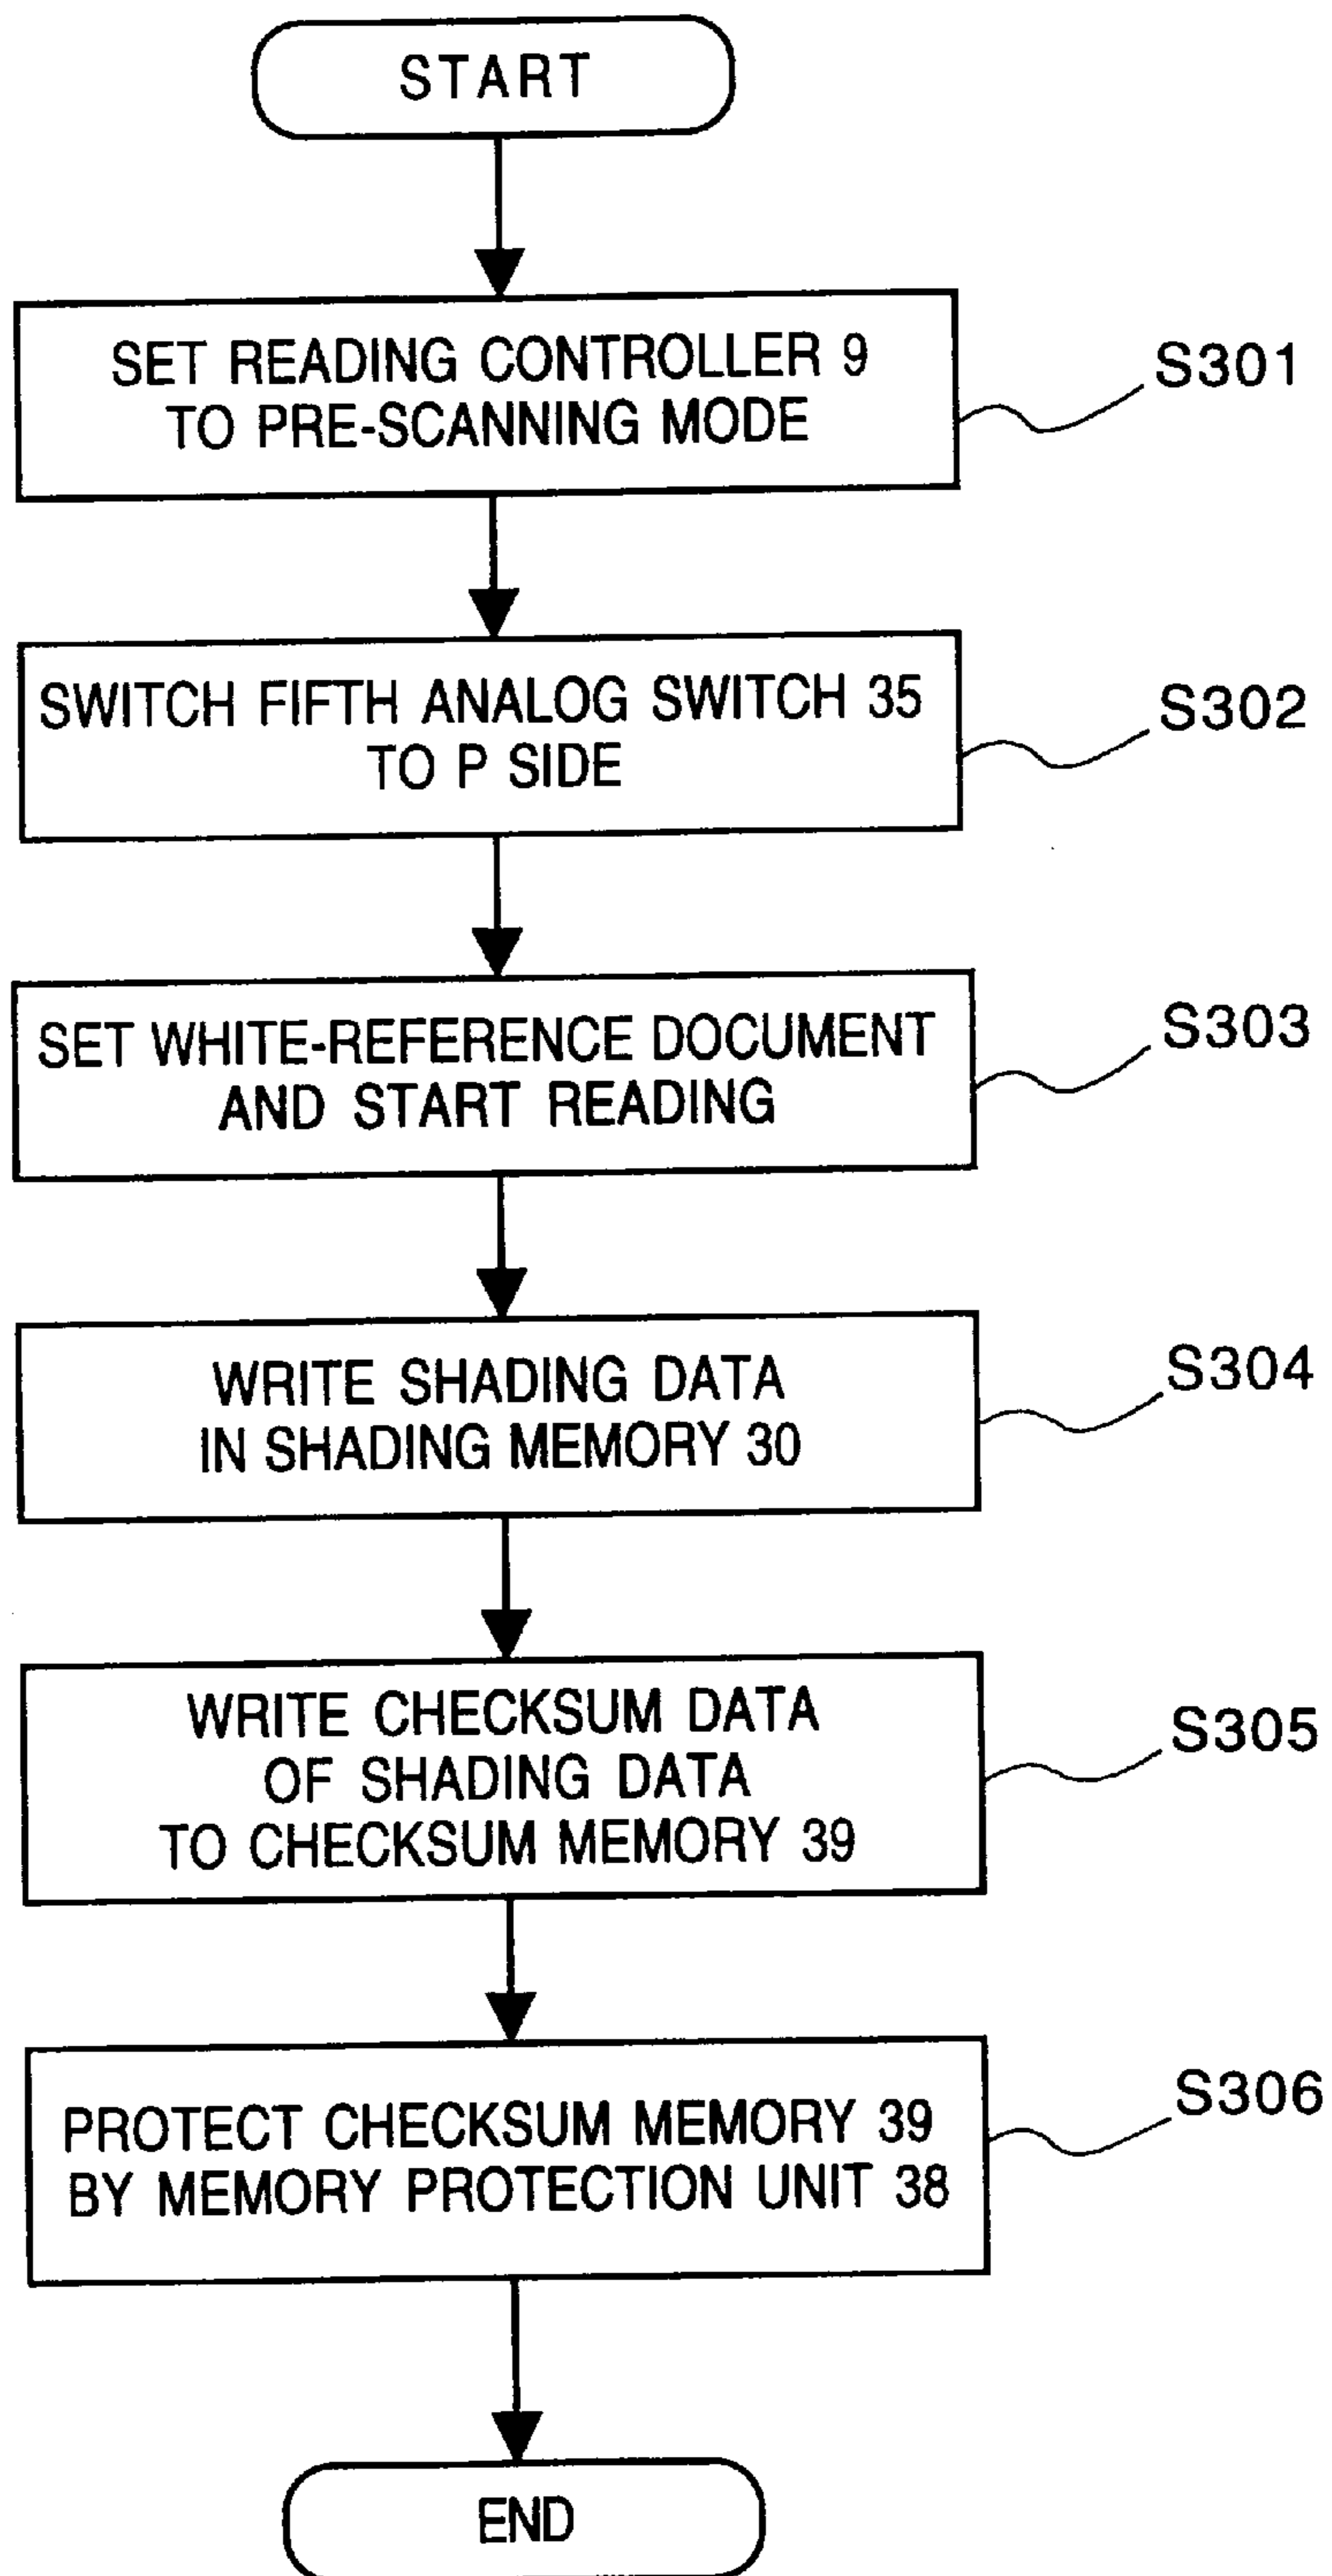 START
SET READING CONTROLLER 9
TO PRE-SCANNING MODE
S301
SWITCH FIFTH ANALOG SWITCH 35
TO P SIDE
S302
SET WHITE-REFERENCE DOCUMENT
AND START READING
S303
WRITE SHADING DATA
IN SHADING MEMORY 30
S304
WRITE CHECKSUM DATA
OF SHADING DATA
TO CHECKSUM MEMORY 39
S305
PROTECT CHECKSUM MEMORY 39
BY MEMORY PROTECTION UNIT 38
S306
END